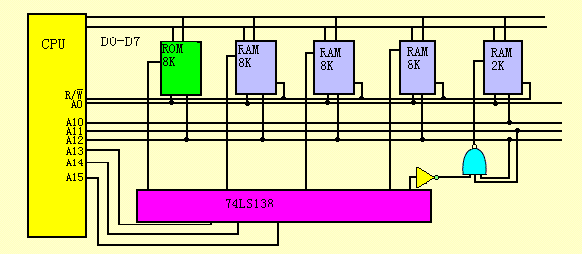 CPU
D0-D7
ROM
8K
RAM
8K
RAM
8K
RAM
8K
RAM
2K
R/W̅
A0
A10
A11
A12
A13
A14
A15
74LS138